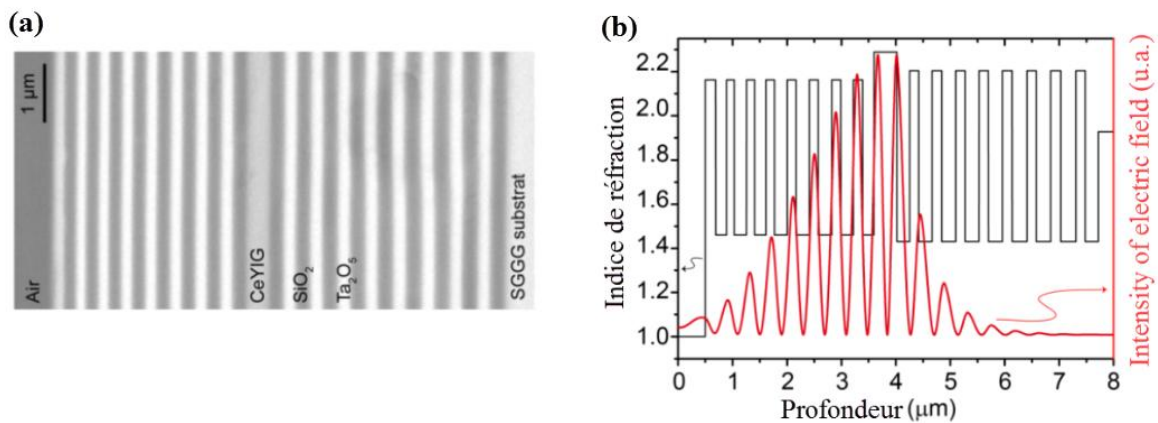 (a)
1 µm
Air
CeYIG
SiO₂
Ta₂O₅
SGGG substrat
(b)
Indice de réfraction
2.2
2.0
1.8
1.6
1.4
1.2
1.0
0 1 2 3 4 5 6 7 8
Profondeur (µm)
Intensity of electric field (u.a.)